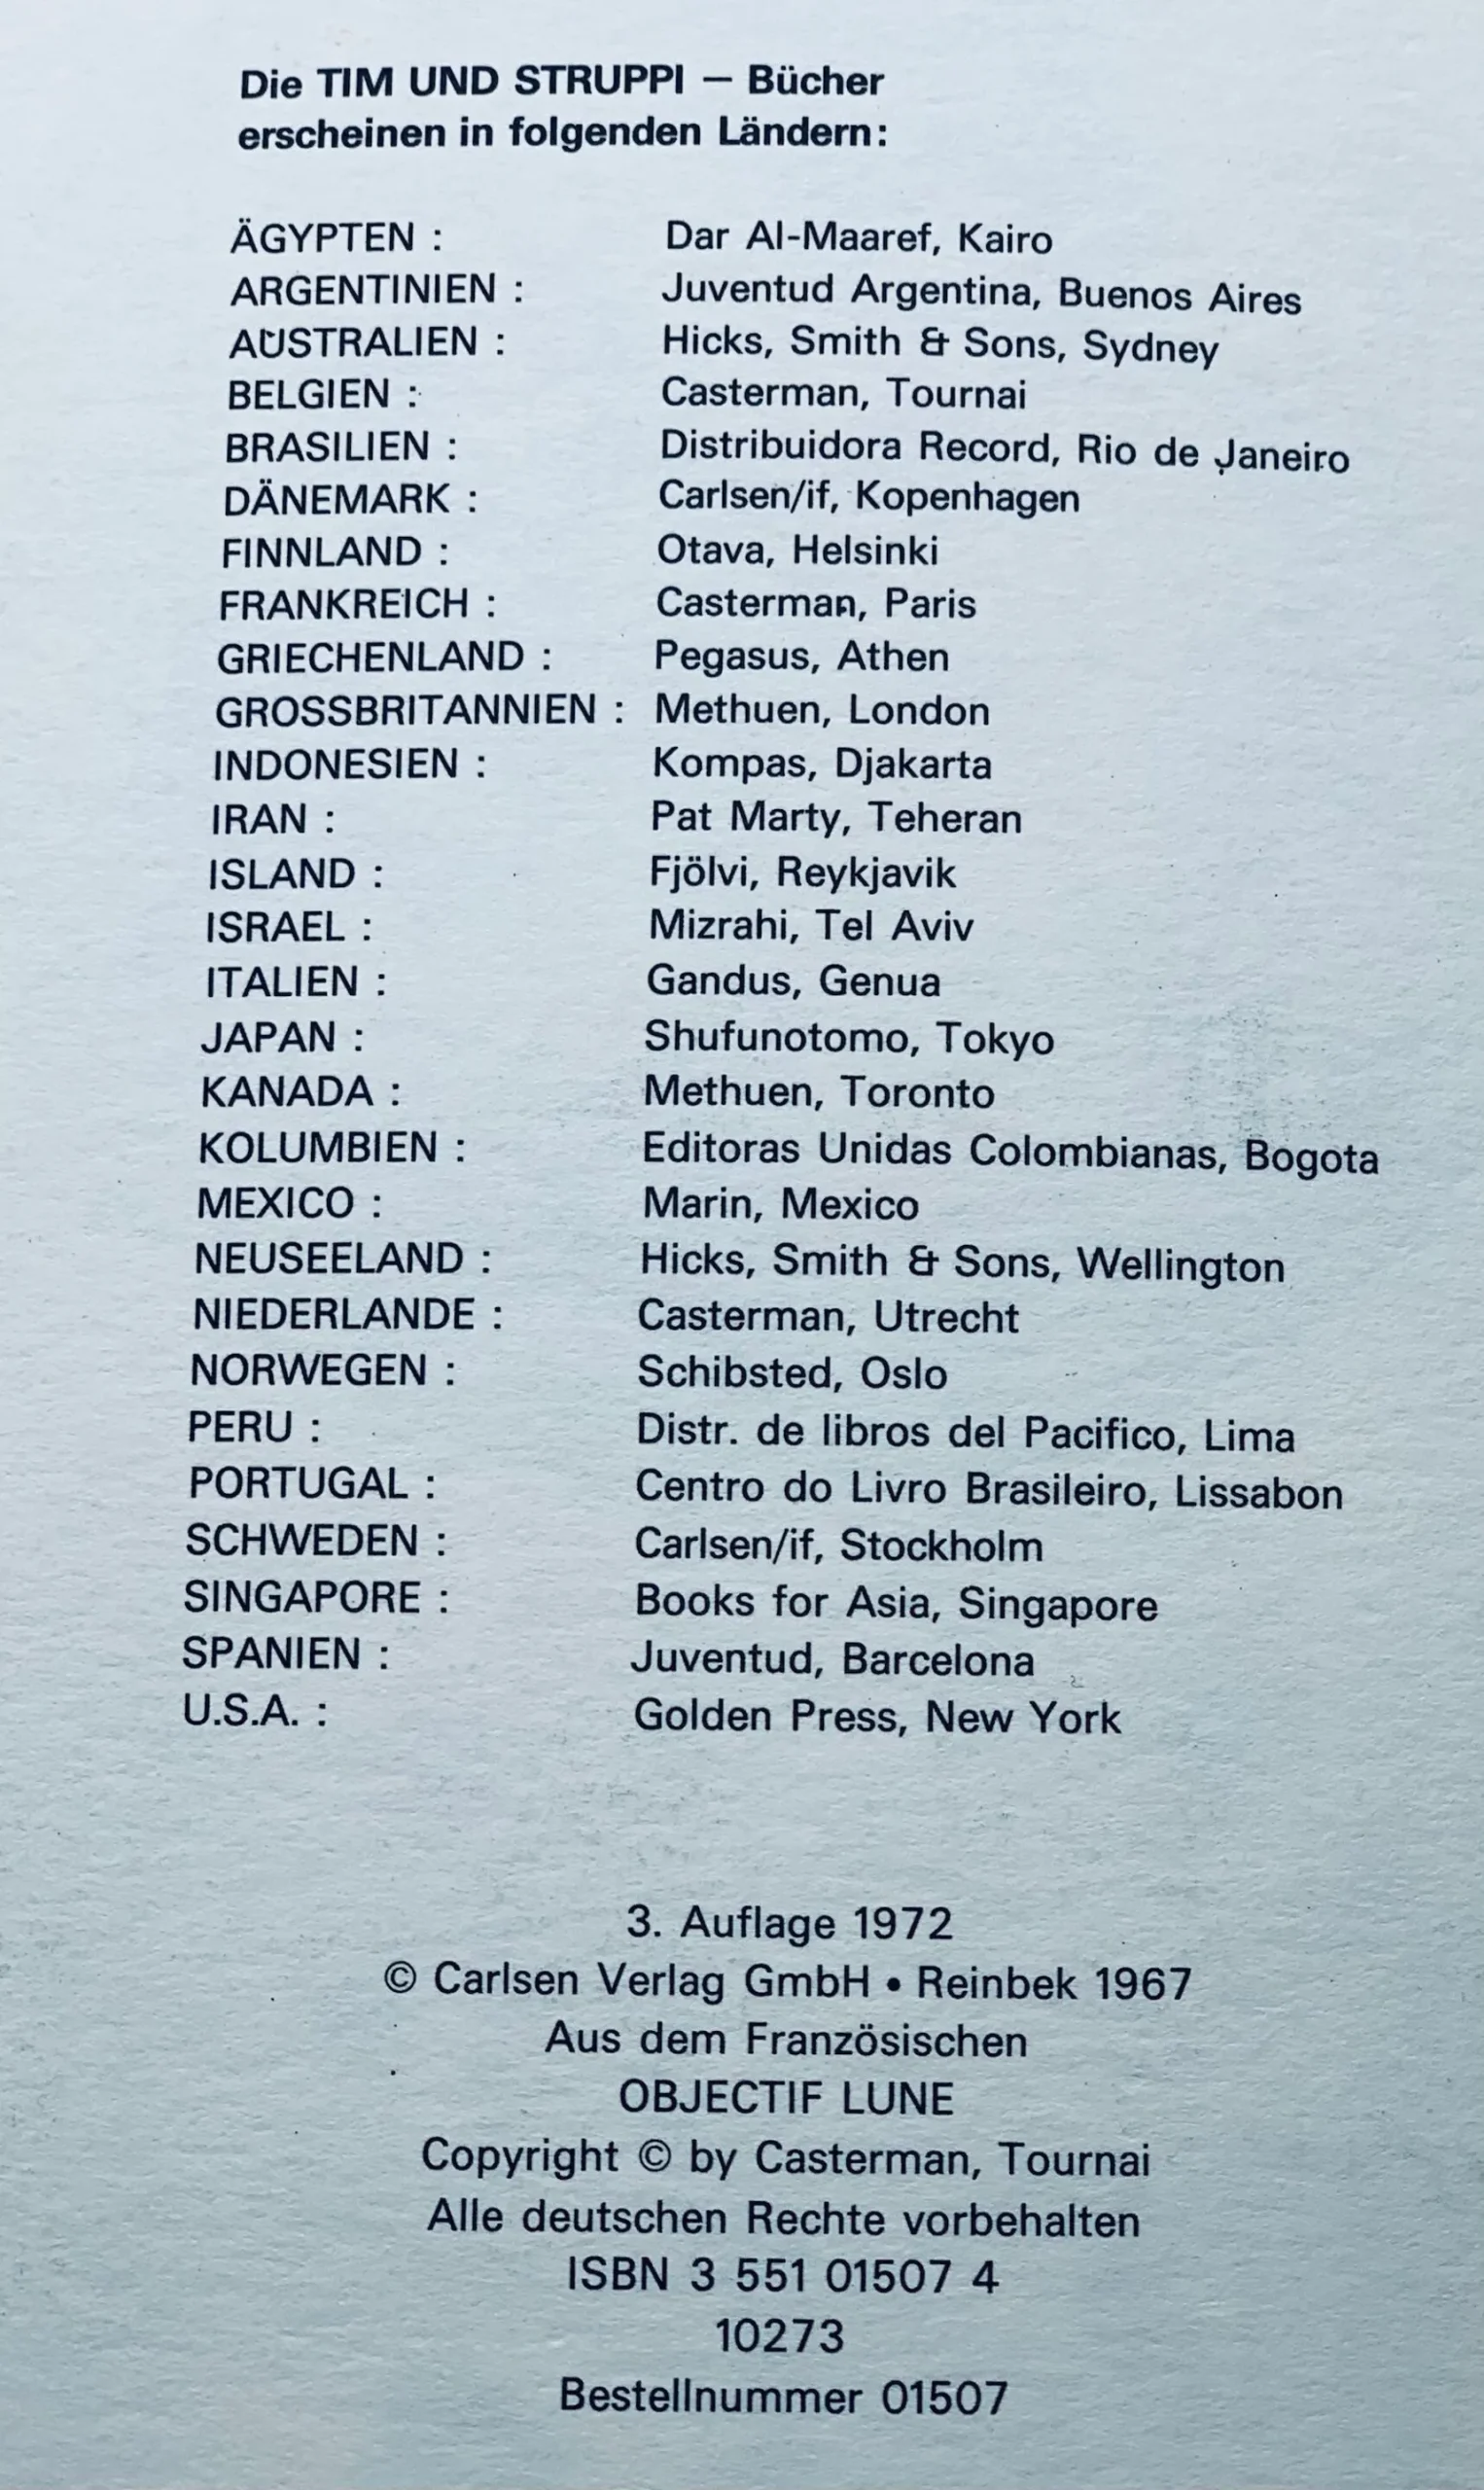 Die TIM UND STRUPPI — Bücher
erscheinen in folgenden Ländern:
ÄGYPTEN : Dar Al-Maaref, Kairo
ARGENTINIEN : Juventud Argentina, Buenos Aires
AUSTRALIEN : Hicks, Smith & Sons, Sydney
BELGIEN : Casterman, Tournai
BRASILIEN : Distribuidora Record, Rio de Janeiro
DÄNEMARK : Carlsen/if, Kopenhagen
FINNLAND : Otava, Helsinki
FRANKREICH : Casterman, Paris
GRIECHENLAND : Pegasus, Athen
GROSSBRITANNIEN : Methuen, London
INDONESIEN : Kompas, Djakarta
IRAN : Pat Marty, Teheran
ISLAND : Fjölvi, Reykjavik
ISRAEL : Mizrahi, Tel Aviv
ITALIEN : Gandus, Genua
JAPAN : Shufunotomo, Tokyo
KANADA : Methuen, Toronto
KOLUMBIEN : Editoras Unidas Colombianas, Bogota
MEXICO : Marin, Mexico
NEUSEELAND : Hicks, Smith & Sons, Wellington
NIEDERLANDE : Casterman, Utrecht
NORWEGEN : Schibsted, Oslo
PERU : Distr. de libros del Pacifico, Lima
PORTUGAL : Centro do Livro Brasileiro, Lissabon
SCHWEDEN : Carlsen/if, Stockholm
SINGAPORE : Books for Asia, Singapore
SPANIEN : Juventud, Barcelona
U.S.A. : Golden Press, New York
3. Auflage 1972
© Carlsen Verlag GmbH • Reinbek 1967
Aus dem Französischen
OBJECTIF LUNE
Copyright © by Casterman, Tournai
Alle deutschen Rechte vorbehalten
ISBN 3 551 01507 4
10273
Bestellnummer 01507